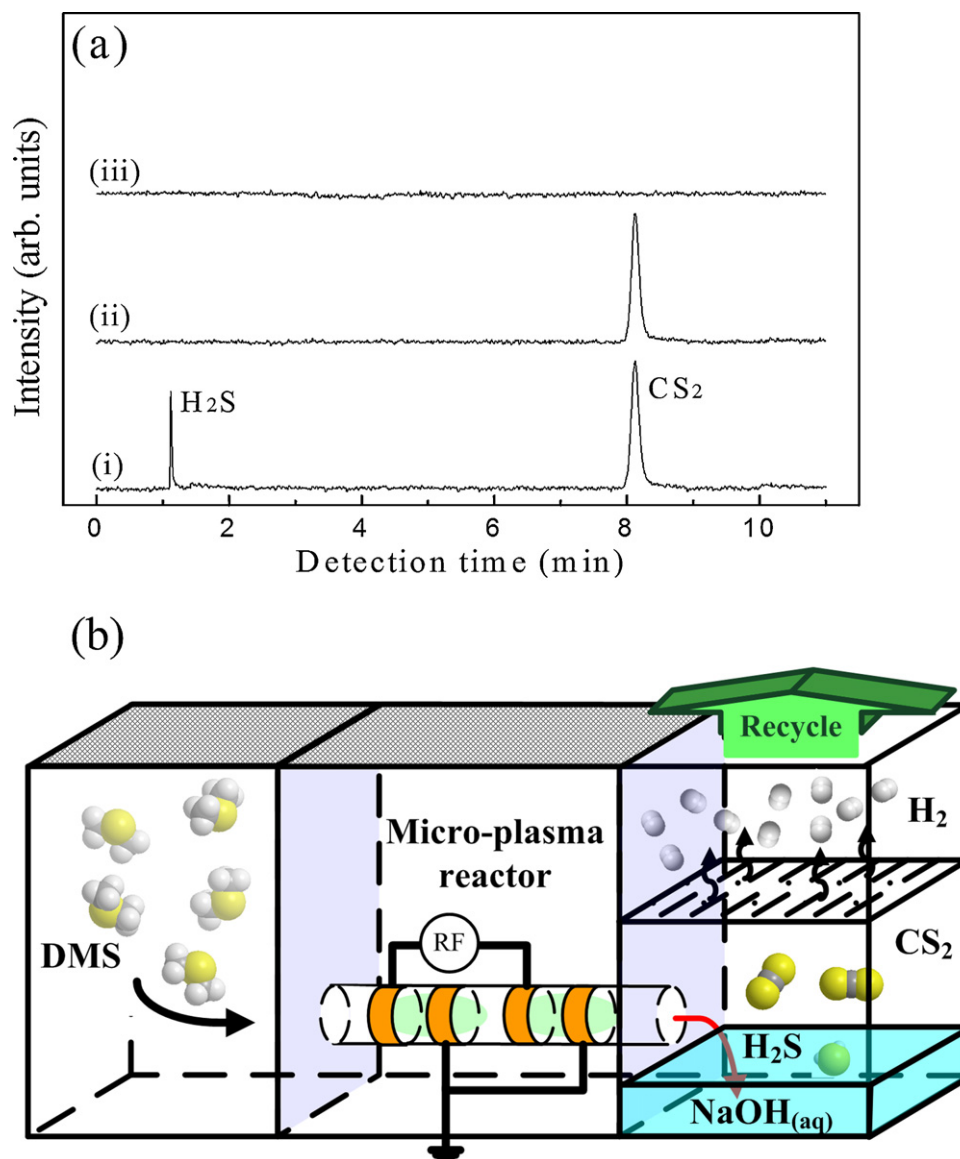 (a)
Intensity (arb. units)
(iii)
(ii)
(i)
H2S
CS2
0 2 4 6 8 10
Detection time (min)
(b)
Recycle
H2
Micro-plasma
reactor
RF
DMS
CS2
H2S
NaOH(aq)